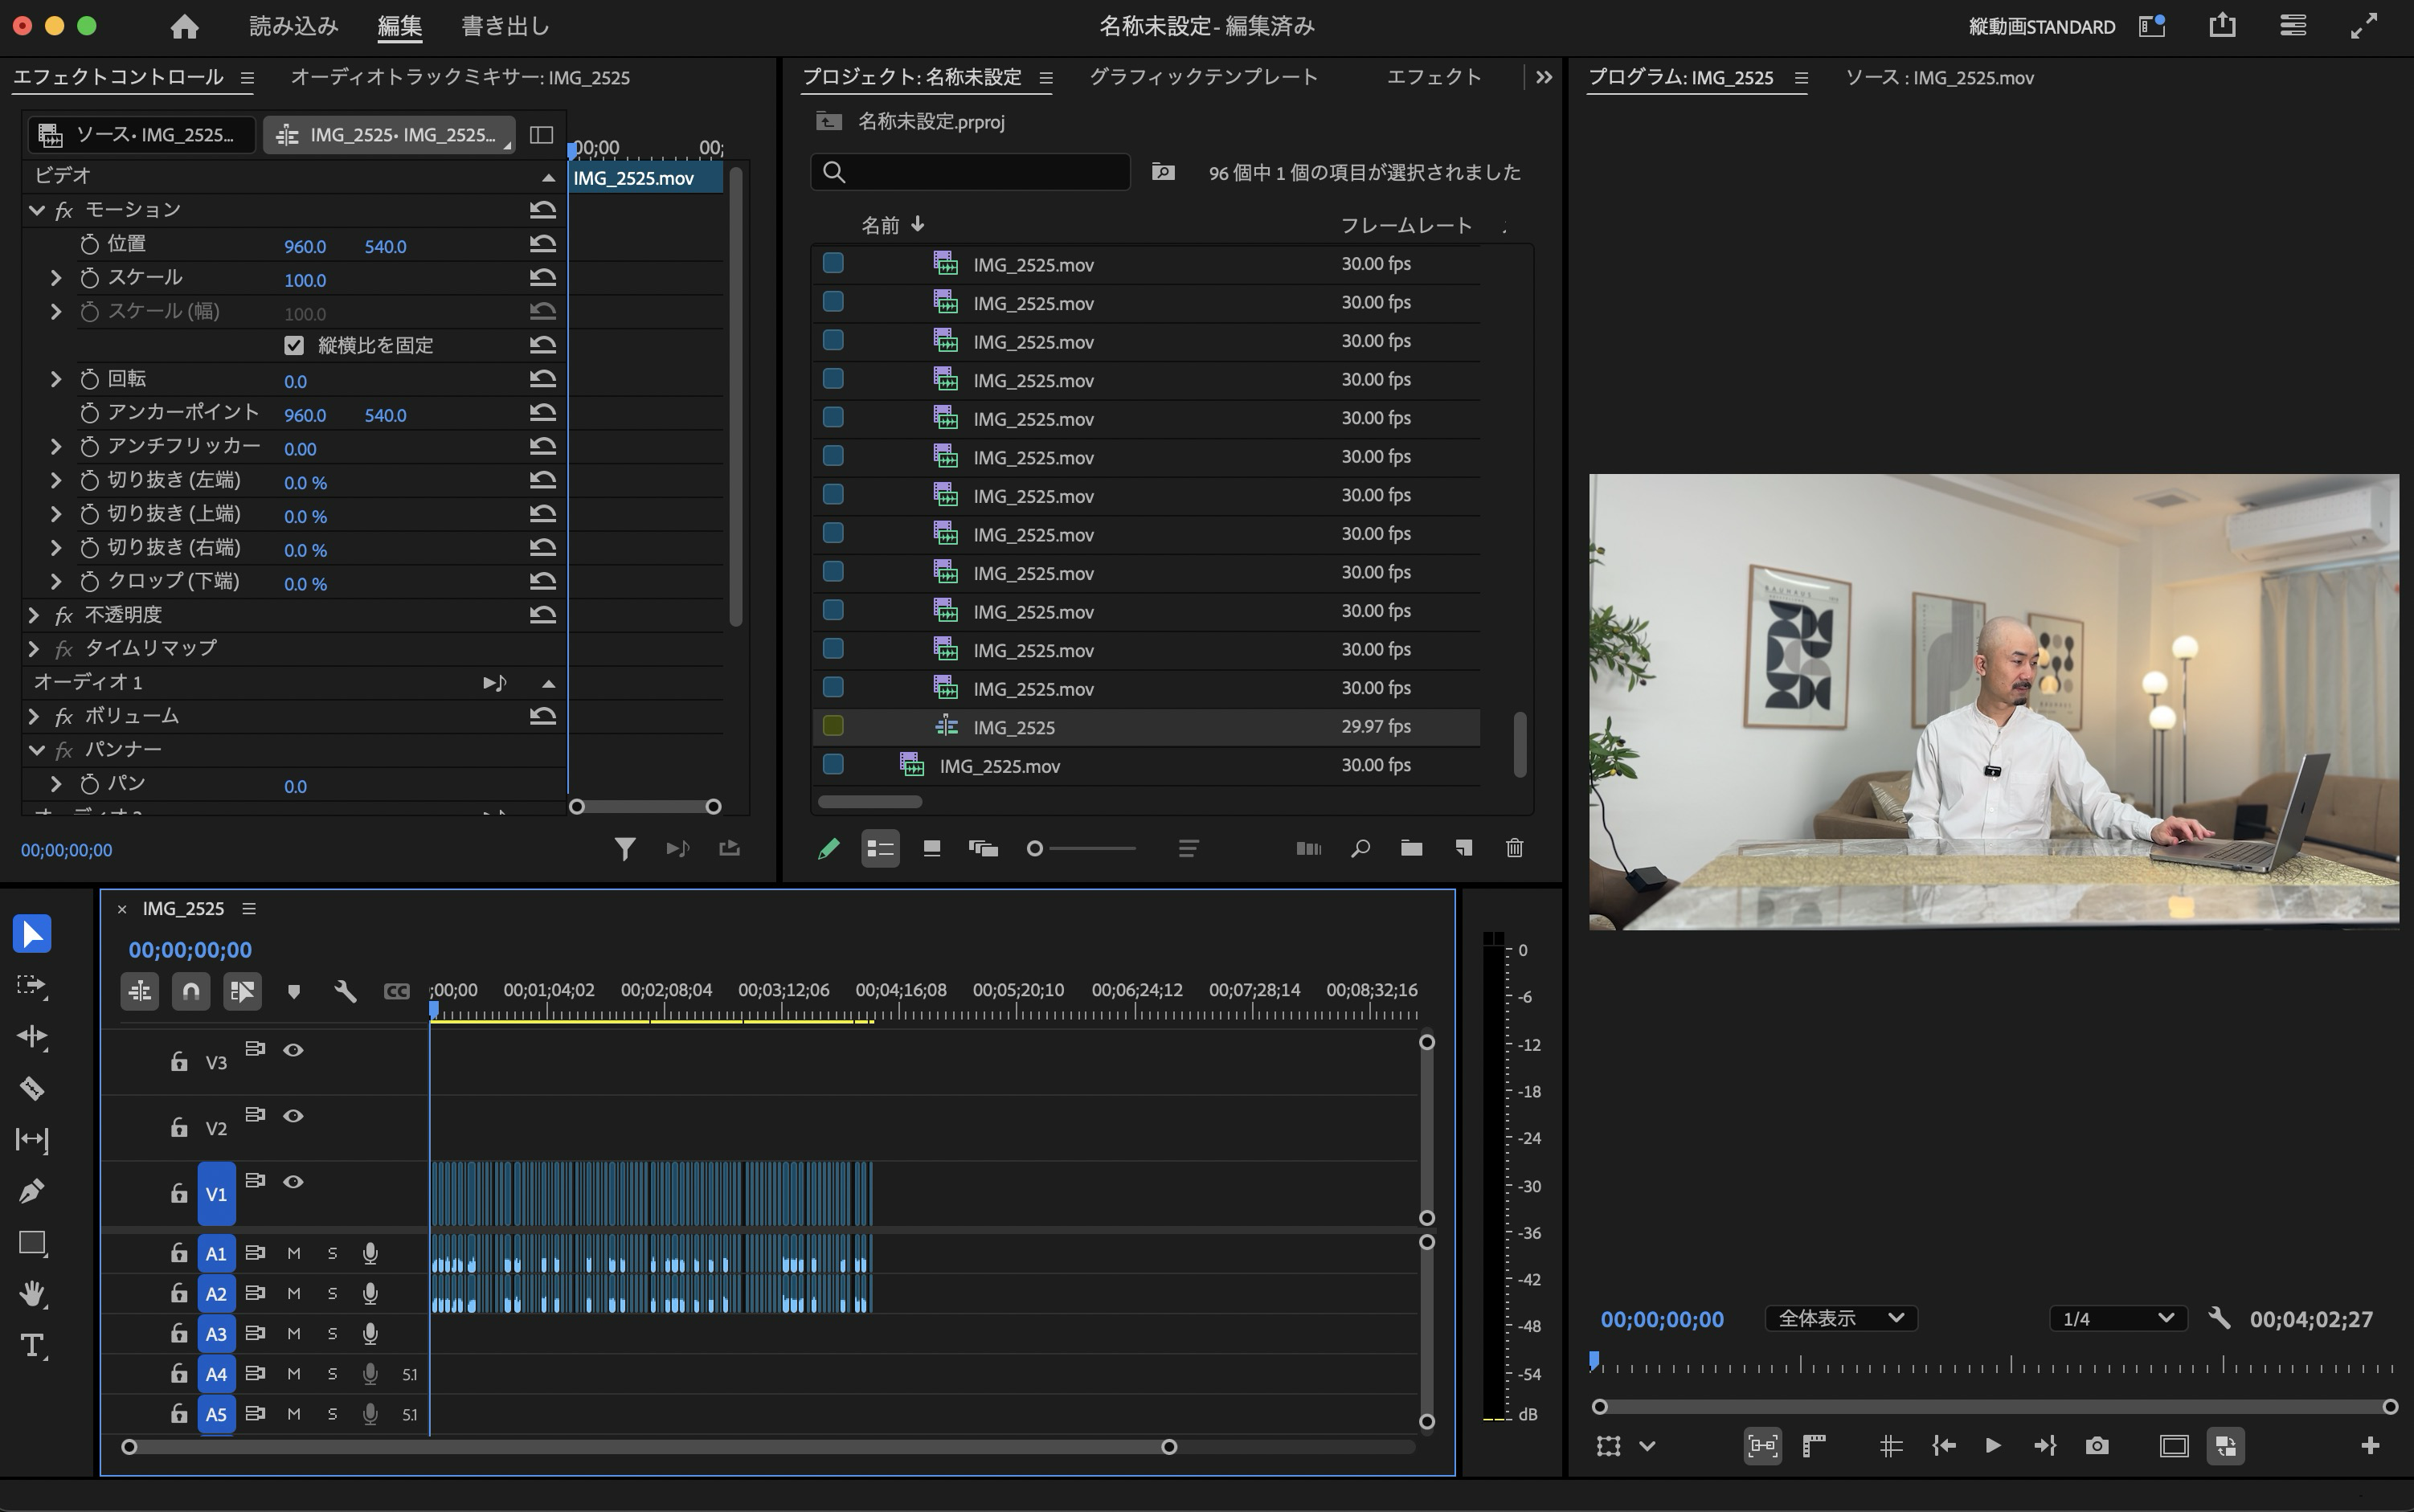 読み込み 編集 書き出し
名称未設定 - 編集済み
縦動画STANDARD
エフェクトコントロール
オーディオトラックミキサー: IMG_2525
ソース • IMG_2525...
IMG_2525 • IMG_2525...
;00;00 00;
ビデオ
IMG_2525.mov
fx モーション
位置 960.0 540.0
スケール 100.0
スケール (幅) 100.0
縦横比を固定
回転 0.0
アンカーポイント 960.0 540.0
アンチフリッカー 0.00
切り抜き (左端) 0.0 %
切り抜き (上端) 0.0 %
切り抜き (右端) 0.0 %
クロップ (下端) 0.0 %
fx 不透明度
fx タイムリマップ
オーディオ 1
fx ボリューム
fx パンナー
パン 0.0
00;00;00;00
プロジェクト: 名称未設定
グラフィックテンプレート
エフェクト
名称未設定.prproj
96 個中 1 個の項目が選択されました
名前 フレームレート
IMG_2525.mov 30.00 fps
IMG_2525.mov 30.00 fps
IMG_2525.mov 30.00 fps
IMG_2525.mov 30.00 fps
IMG_2525.mov 30.00 fps
IMG_2525.mov 30.00 fps
IMG_2525.mov 30.00 fps
IMG_2525.mov 30.00 fps
IMG_2525.mov 30.00 fps
IMG_2525.mov 30.00 fps
IMG_2525.mov 30.00 fps
IMG_2525.mov 30.00 fps
IMG_2525 29.97 fps
IMG_2525.mov 30.00 fps
プログラム: IMG_2525
ソース : IMG_2525.mov
BAUHAUS
00;00;00;00
全体表示
1/4
00;04;02;27
IMG_2525
00;00;00;00
CC
;00;00 00;01;04;02 00;02;08;04 00;03;12;06 00;04;16;08 00;05;20;10 00;06;24;12 00;07;28;14 00;08;32;16
V3
V2
V1
A1 M S
A2 M S
A3 M S
A4 M S 5.1
A5 M S 5.1
T
0
-6
-12
-18
-24
-30
-36
-42
-48
-54
dB